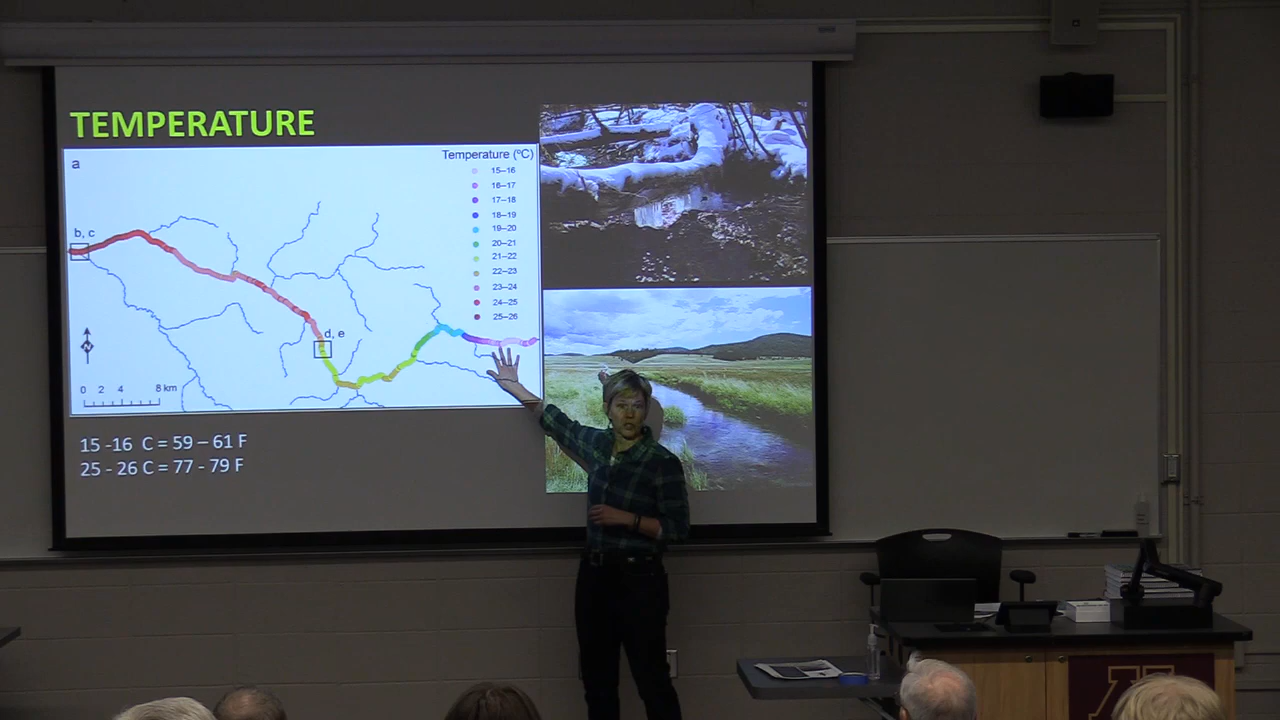 TEMPERATURE
a
Temperature (ºC)
15–16
16–17
17–18
18–19
19–20
20–21
21–22
22–23
23–24
24–25
25–26
b, c
d, e
N
0 2 4 8 km
15 -16 C = 59 – 61 F
25 - 26 C = 77 - 79 F